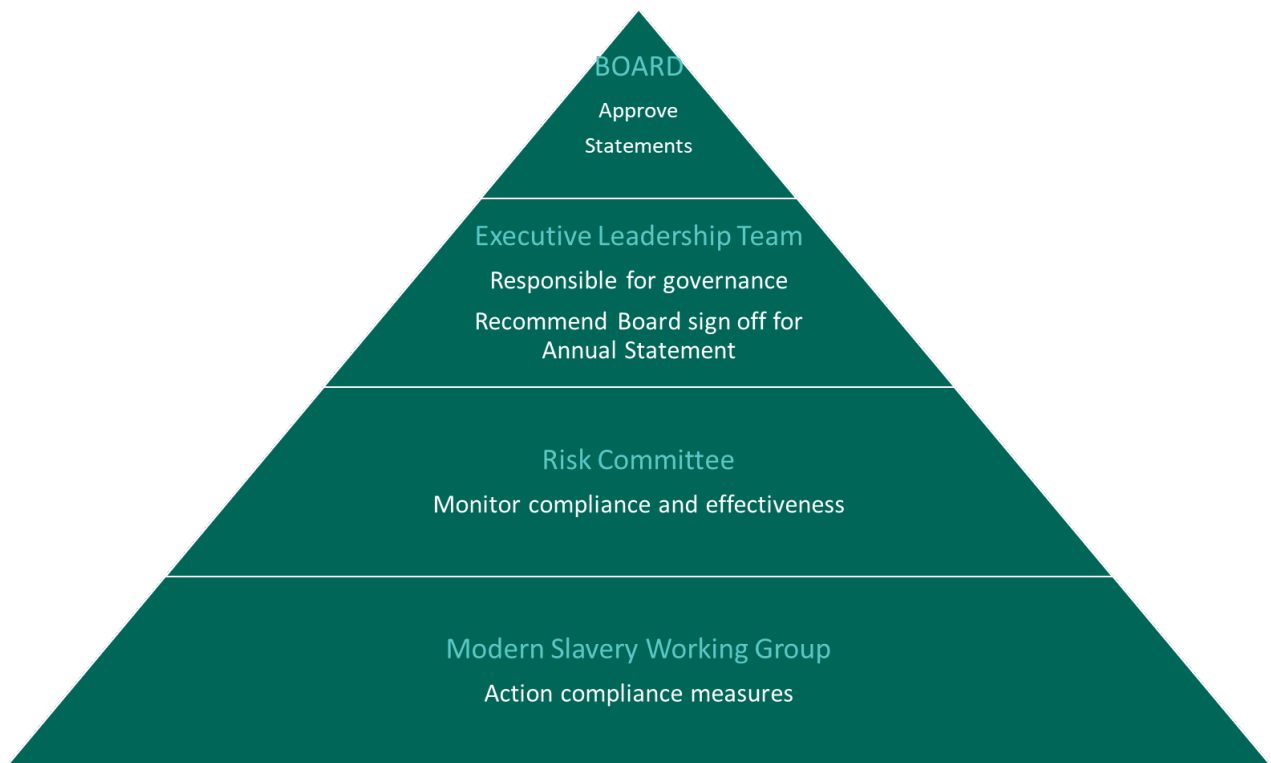 BOARD
Approve
Statements
Executive Leadership Team
Responsible for governance
Recommend Board sign off for
Annual Statement
Risk Committee
Monitor compliance and effectiveness
Modern Slavery Working Group
Action compliance measures